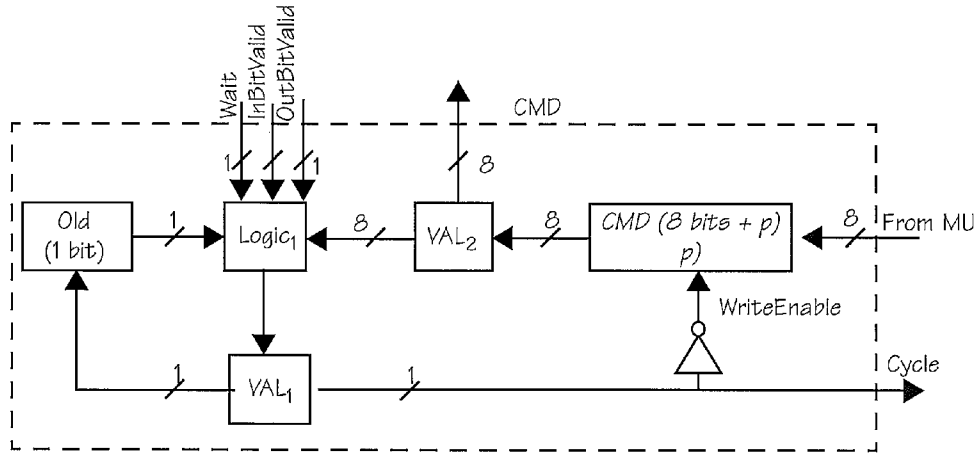 Wait
InBitValid
OutBitValid
CMD
1
1
8
Old
(1 bit)
1
Logic1
8
VAL2
8
CMD (8 bits + p)
p)
8
From MU
WriteEnable
1
VAL1
1
Cycle